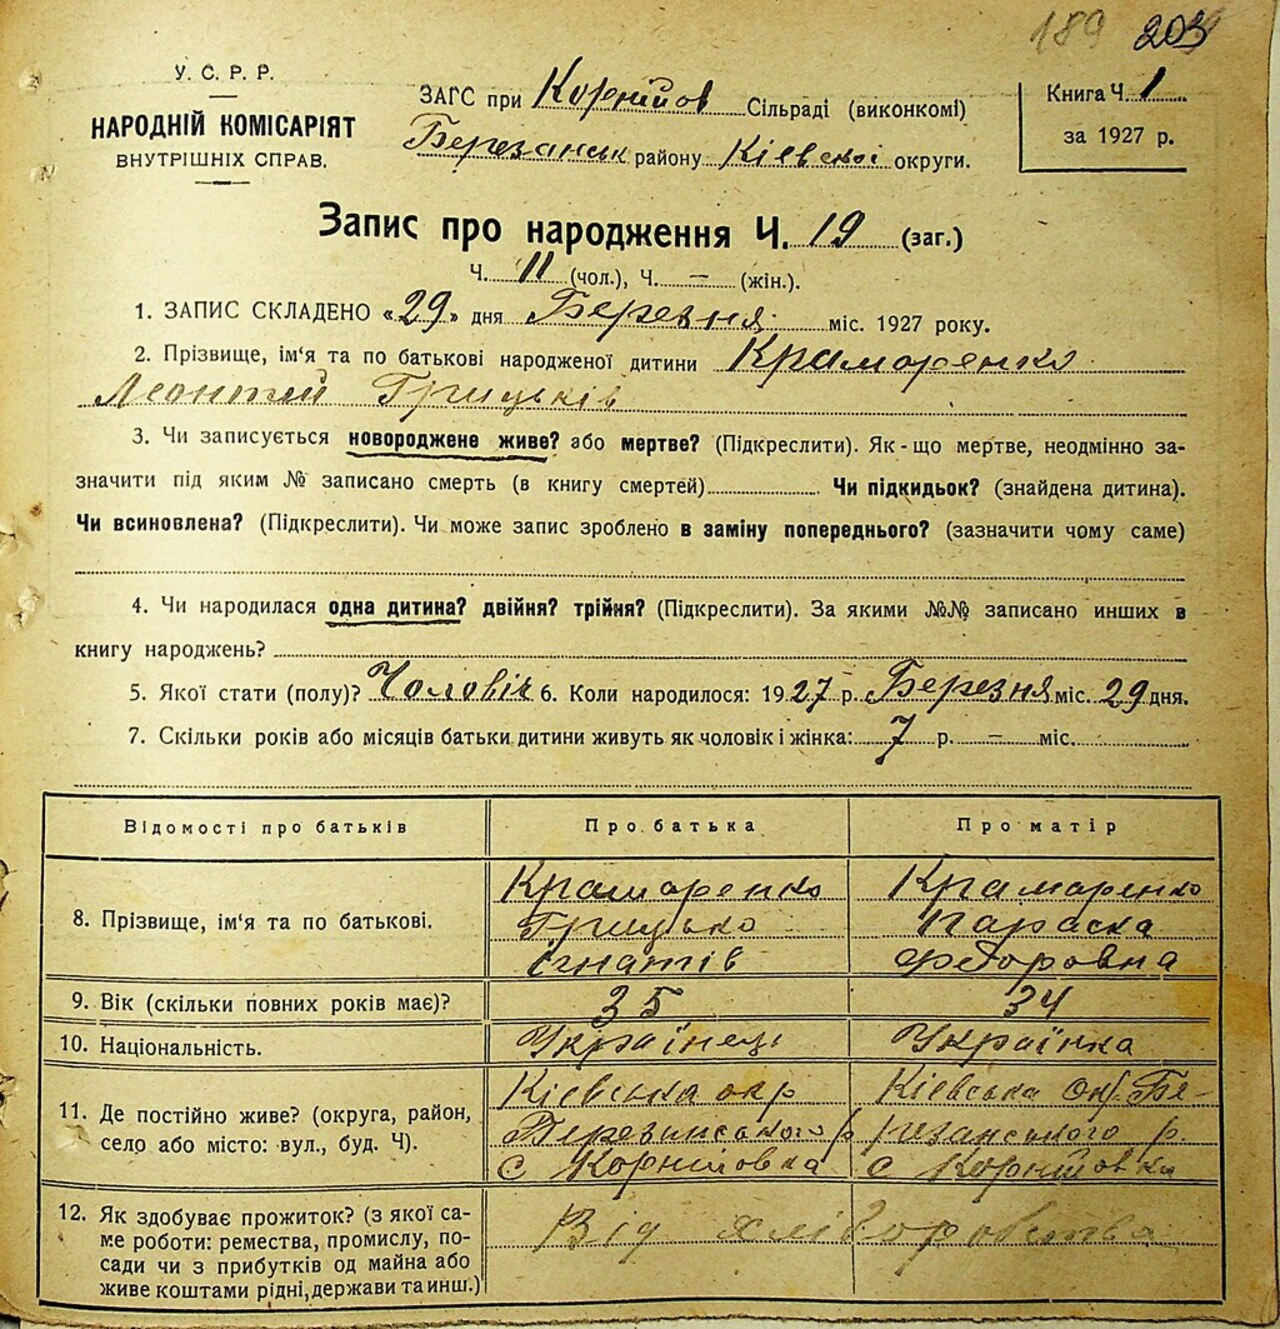 189 203
У. С. Р. Р.
НАРОДНІЙ КОМІСАРІЯТ
ВНУТРІШНІХ СПРАВ.
ЗАГС при Корнійов Сільраді (виконкомі)
Березанськ району Кієвскоі округи.
Книга Ч. 1
за 1927 р.
Запис про народження Ч. 19 (заг.)
Ч. 11 (чол.), Ч. – (жін.).
1. ЗАПИС СКЛАДЕНО «29» дня Березня міс. 1927 року.
2. Прізвище, ім‘я та по батькові народженої дитини Крамаренко
Леонтий Грицьків
3. Чи записується новороджене живе? або мертве? (Підкреслити). Як-що мертве, неодмінно за-
значити під яким № записано смерть (в книгу смертей) Чи підкидьок? (знайдена дитина).
Чи всиновлена? (Підкреслити). Чи може запис зроблено в заміну попереднього? (зазначити чому саме)
4. Чи народилася одна дитина? двійня? трійня? (Підкреслити). За якими №№ записано инших в
книгу народжень?
5. Якої стати (полу)? Чоловіч 6. Коли народилося: 1927 р. Березня міс. 29 дня.
7. Скільки років або місяців батьки дитини живуть як чоловік і жінка: 7 р. – міс.
Відомості про батьків Про батька Про матір
8. Прізвище, ім‘я та по батькові. Крамаренко Грицько Ігнатів Крамаренко Параска Федоровна
9. Вік (скільки повних років має)? 35 34
10. Національність. Українець Українка
11. Де постійно живе? (округа, район,
село або місто: вул., буд. Ч).
Кієвська окр
Березанського р
с Корнійовка
Кієвська Окр. Бе-
резанського р.
с Корнійовка
12. Як здобуває прожиток? (з якої са-
ме роботи: ремества, промислу, по-
сади чи з прибутків од майна або
живе коштами рідні, держави та инш.)
Від хліборобства